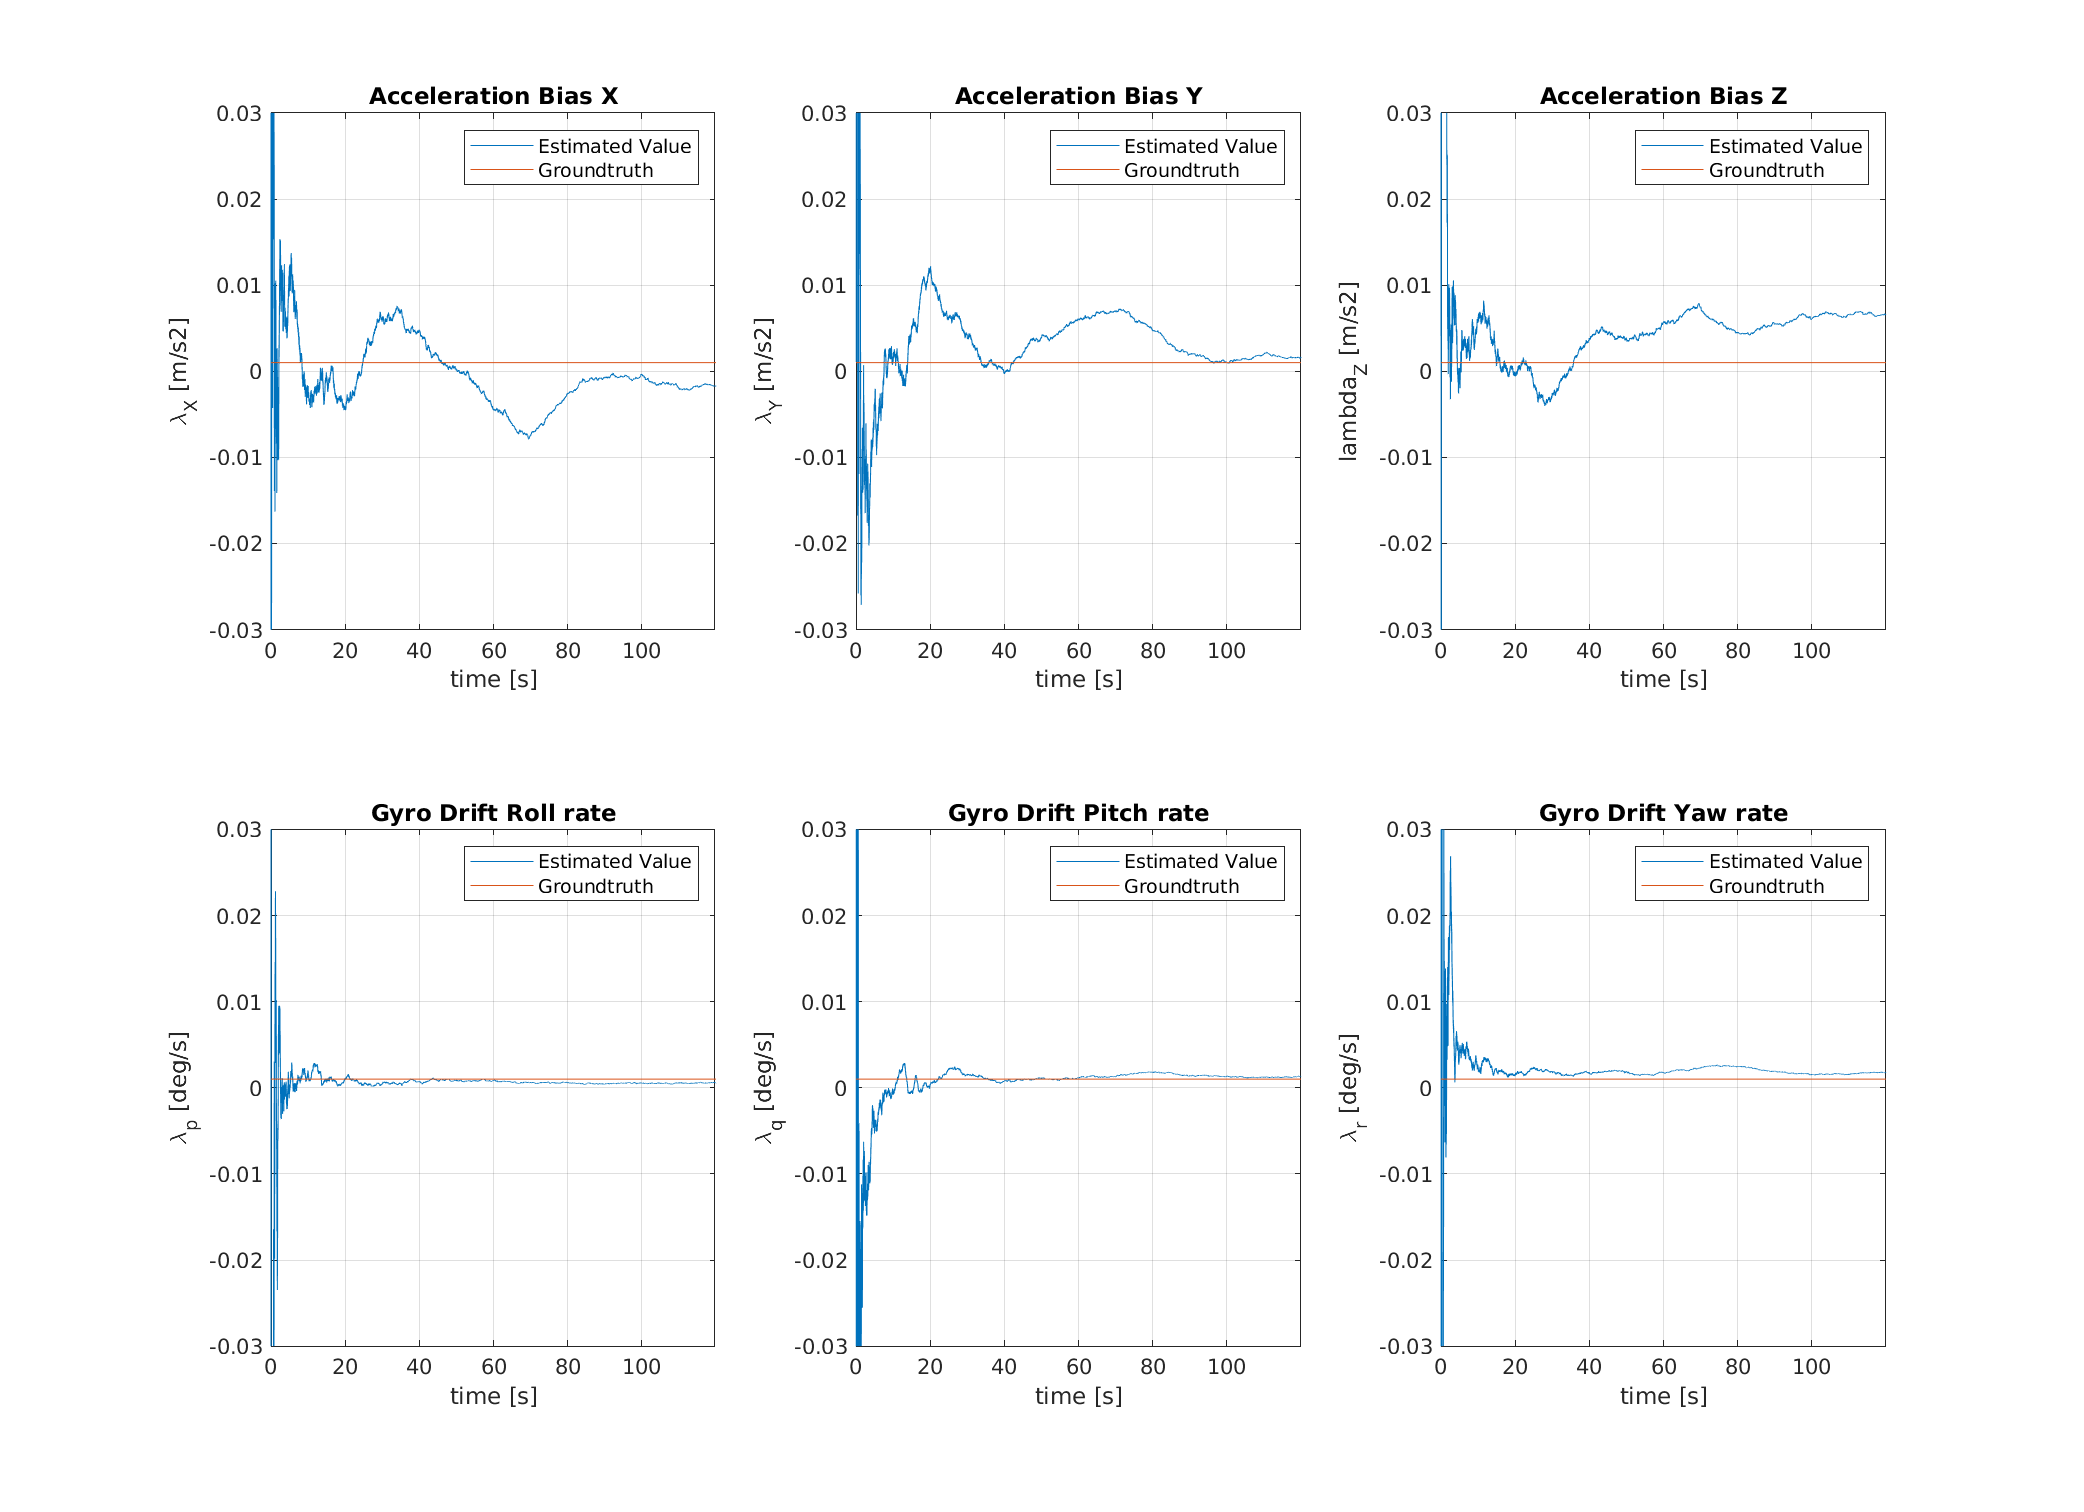 Acceleration Bias X
0.03
0.02
0.01
0
-0.01
-0.02
-0.03
λX [m/s2]
Estimated Value
Groundtruth
0 20 40 60 80 100
time [s]
Acceleration Bias Y
0.03
0.02
0.01
0
-0.01
-0.02
-0.03
λY [m/s2]
Estimated Value
Groundtruth
0 20 40 60 80 100
time [s]
Acceleration Bias Z
0.03
0.02
0.01
0
-0.01
-0.02
-0.03
lambdaZ [m/s2]
Estimated Value
Groundtruth
0 20 40 60 80 100
time [s]
Gyro Drift Roll rate
0.03
0.02
0.01
0
-0.01
-0.02
-0.03
λp [deg/s]
Estimated Value
Groundtruth
0 20 40 60 80 100
time [s]
Gyro Drift Pitch rate
0.03
0.02
0.01
0
-0.01
-0.02
-0.03
λq [deg/s]
Estimated Value
Groundtruth
0 20 40 60 80 100
time [s]
Gyro Drift Yaw rate
0.03
0.02
0.01
0
-0.01
-0.02
-0.03
λr [deg/s]
Estimated Value
Groundtruth
0 20 40 60 80 100
time [s]